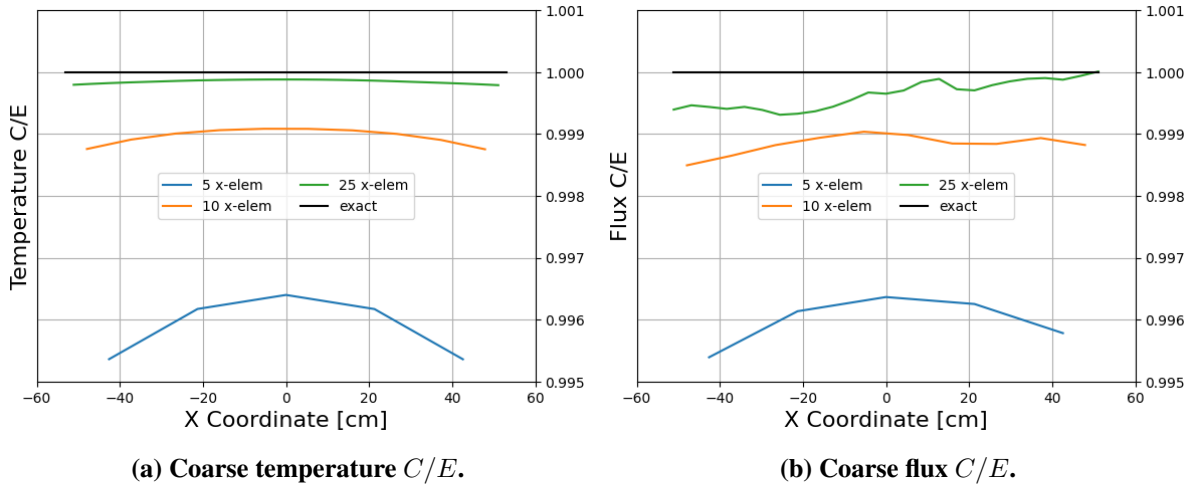 Temperature C/E
1.001
1.000
0.999
0.998
0.997
0.996
0.995
5 x-elem
10 x-elem
25 x-elem
exact
−60
−40
−20
0
20
40
60
X Coordinate [cm]
(a) Coarse temperature C/E.
Flux C/E
1.001
1.000
0.999
0.998
0.997
0.996
0.995
5 x-elem
10 x-elem
25 x-elem
exact
−60
−40
−20
0
20
40
60
X Coordinate [cm]
(b) Coarse flux C/E.